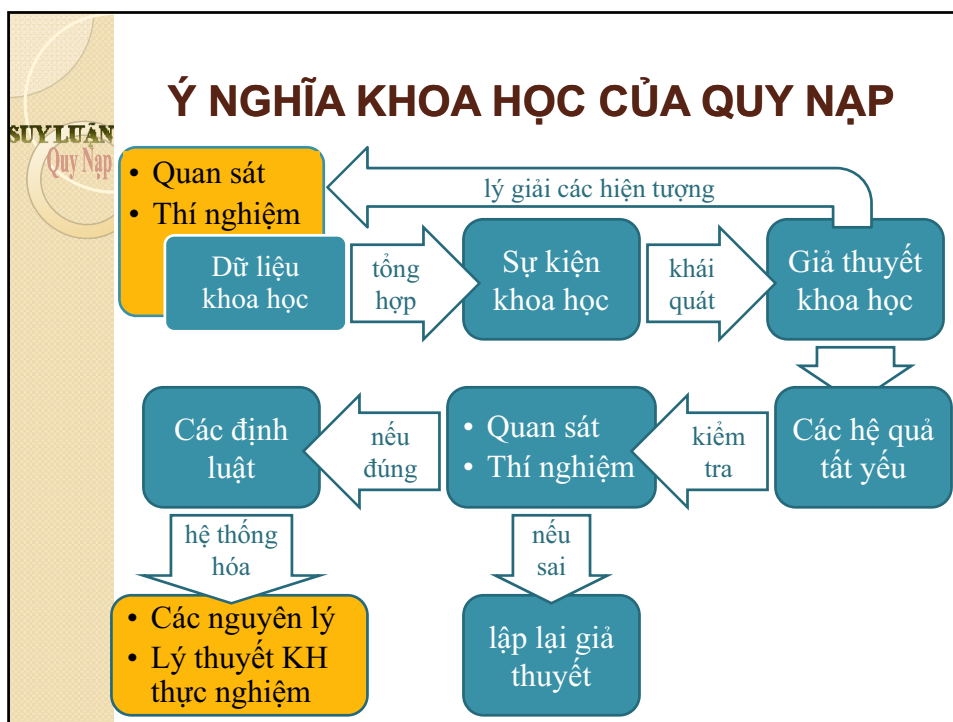 Ý NGHĨA KHOA HỌC CỦA QUY NẠP
SUY LUẬN
Quy Nạp
• Quan sát
• Thí nghiệm
lý giải các hiện tượng
Dữ liệu
khoa học
tổng
hợp
Sự kiện
khoa học
khái
quát
Giả thuyết
khoa học
Các hệ quả
tất yếu
kiểm
tra
• Quan sát
• Thí nghiệm
nếu
đúng
Các định
luật
hệ thống
hóa
nếu
sai
• Các nguyên lý
• Lý thuyết KH
thực nghiệm
lập lại giả
thuyết